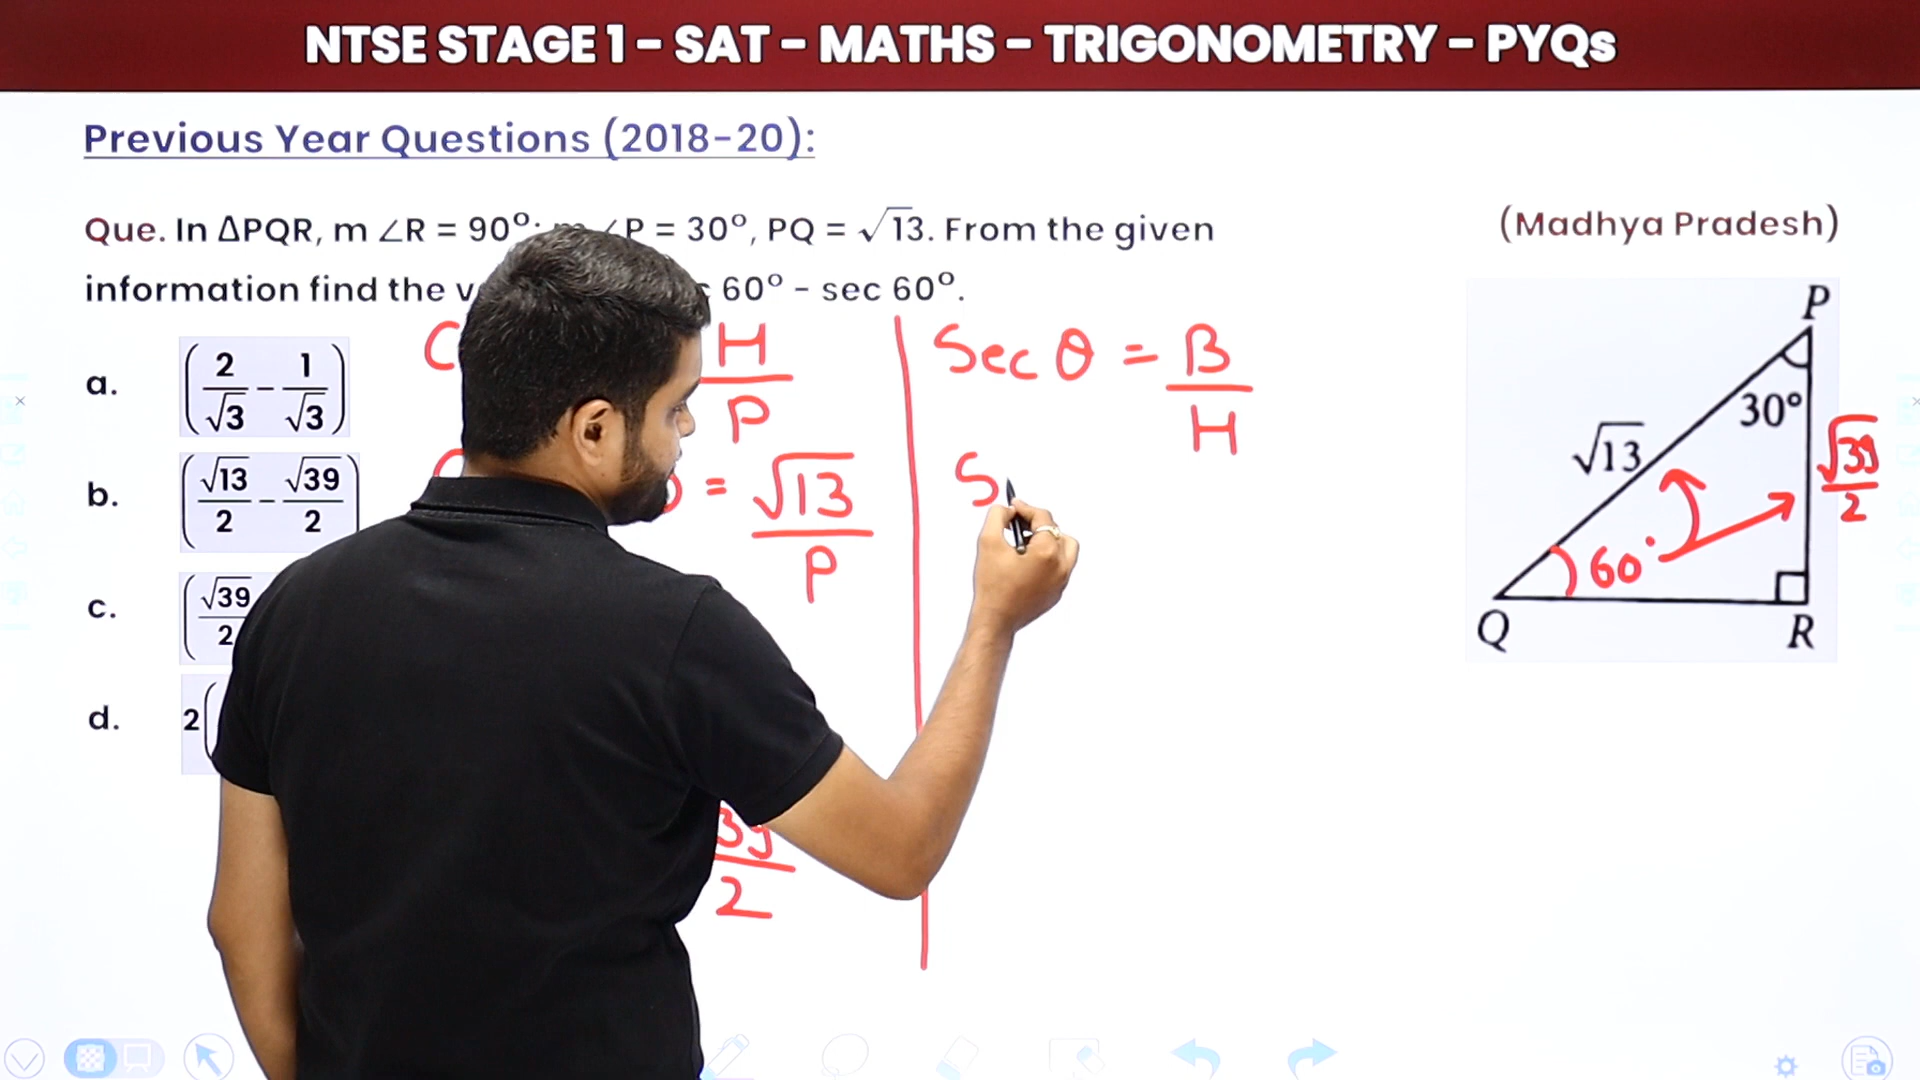 NTSE STAGE 1 – SAT – MATHS – TRIGONOMETRY – PYQs
Previous Year Questions (2018-20):
Que. In ΔPQR, m ∠R = 90°; ∠P = 30°, PQ = √13. From the given
(Madhya Pradesh)
information find the 60° - sec 60°.
a. (2/√3 - 1/√3)
b. (√13/2 - √39/2)
c. (√39/2
d. 2(
H/P
= √13/P
39/2
Sec θ = B/H
S
P
30°
√13
√39/2
60°
Q
R